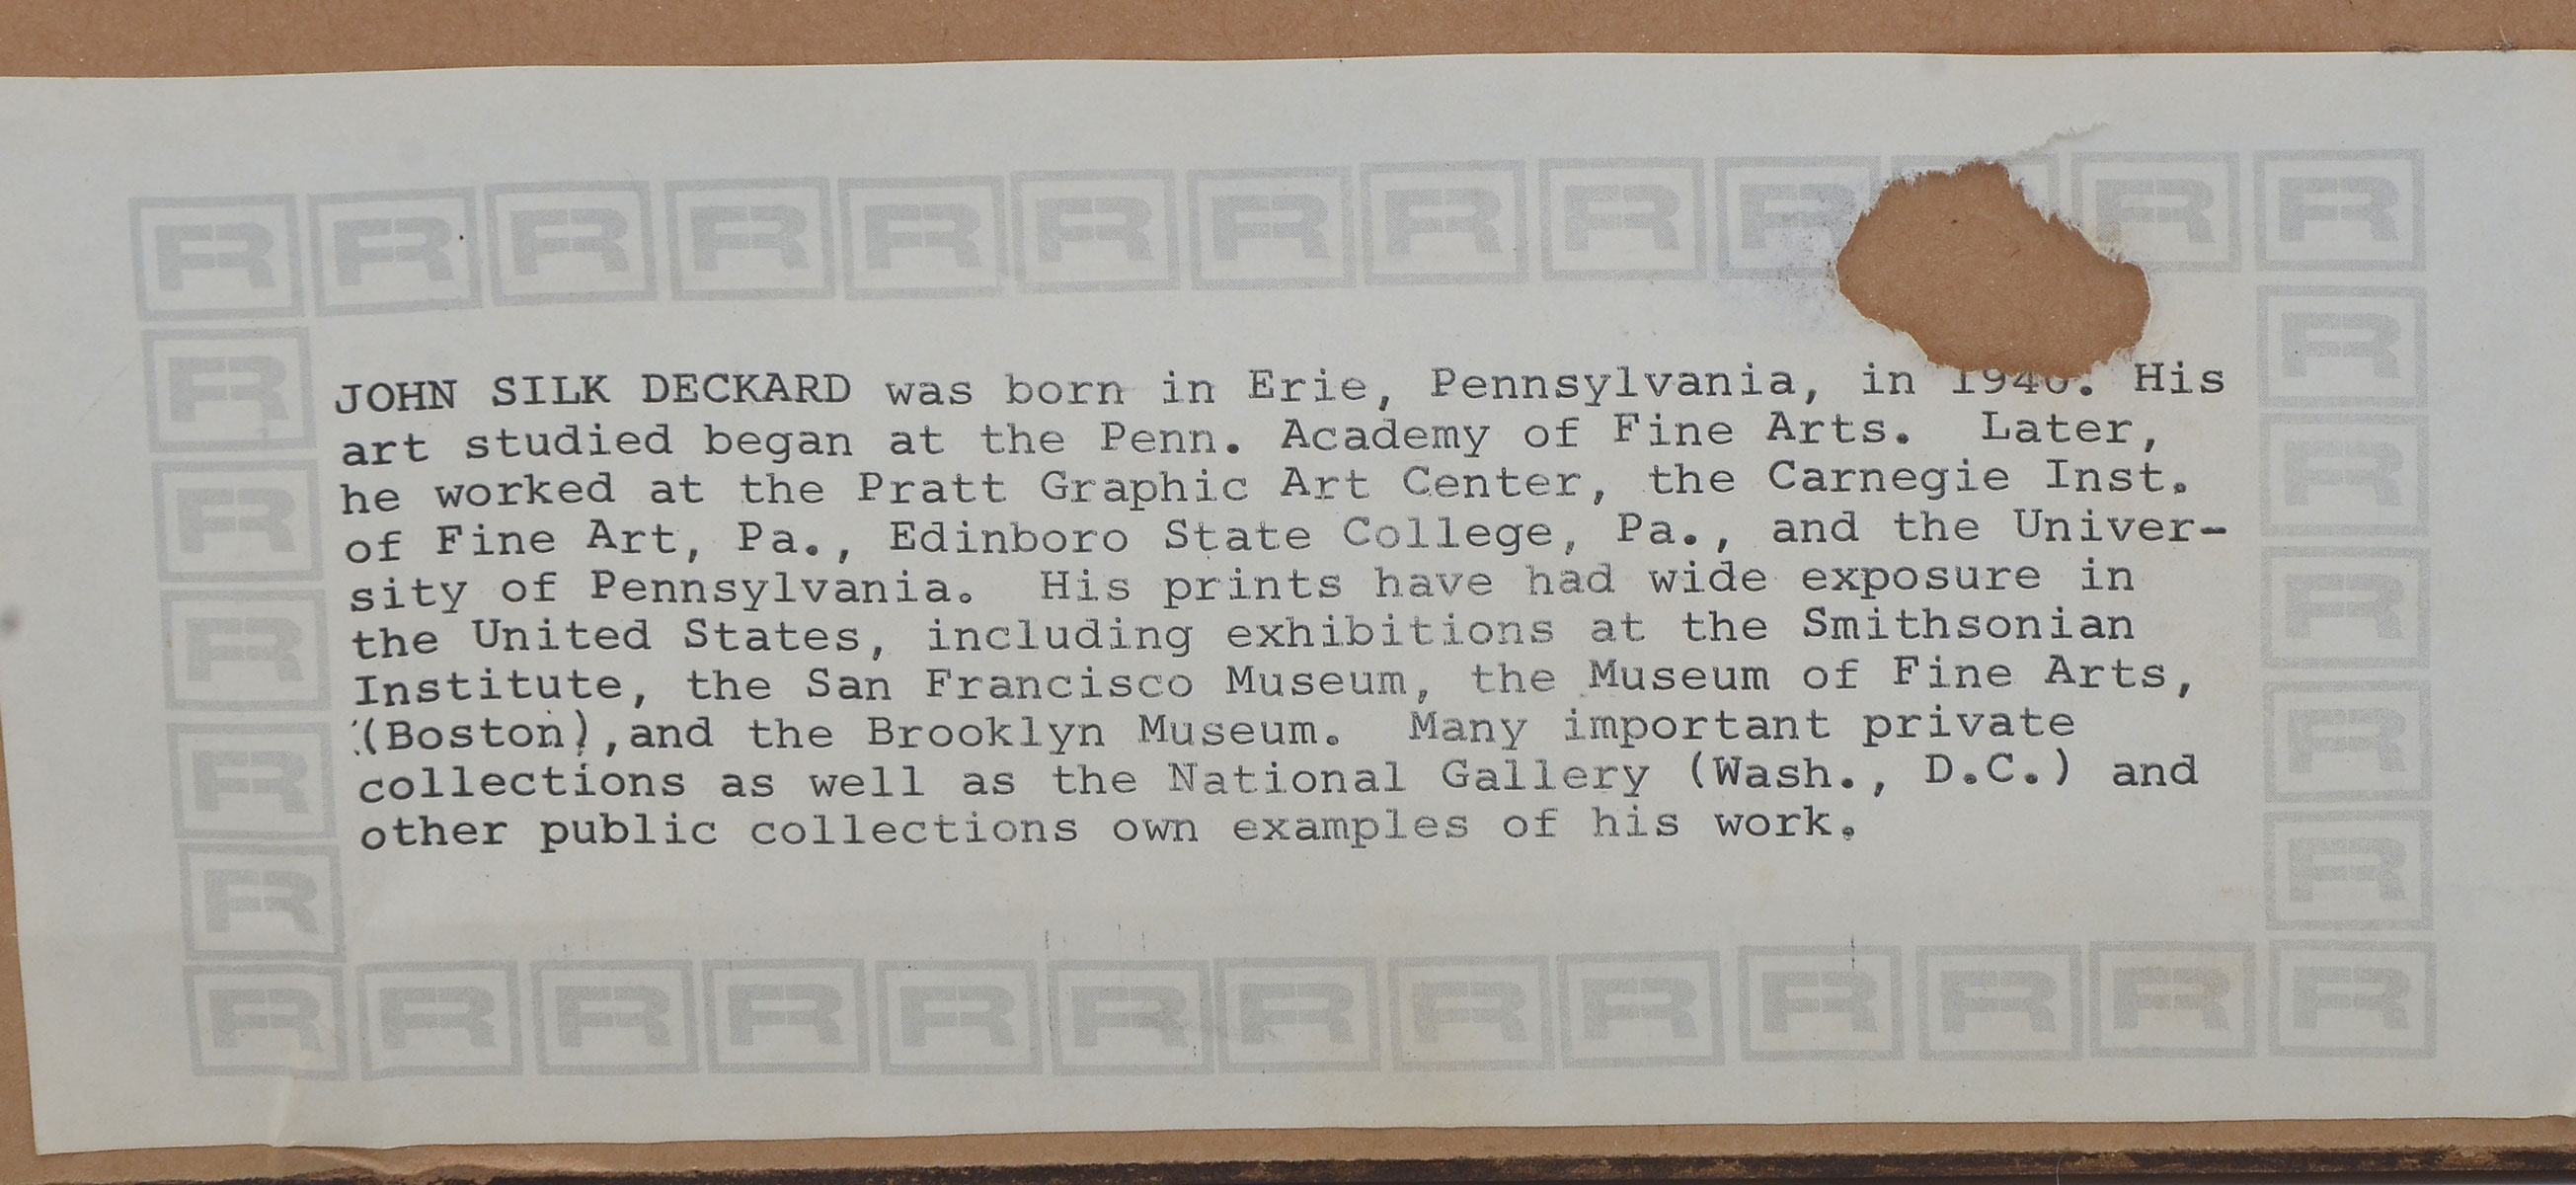 JOHN SILK DECKARD was born in Erie, Pennsylvania, in His
art studied began at the Penn. Academy of Fine Arts. Later,
he worked at the Pratt Graphic Art Center, the Carnegie Inst.
of Fine Art, Pa., Edinboro State College, Pa., and the Univer-
sity of Pennsylvania. His prints have had wide exposure in
the United States, including exhibitions at the Smithsonian
Institute, the San Francisco Museum, the Museum of Fine Arts,
(Boston),and the Brooklyn Museum. Many important private
collections as well as the National Gallery (Wash., D.C.) and
other public collections own examples of his work.